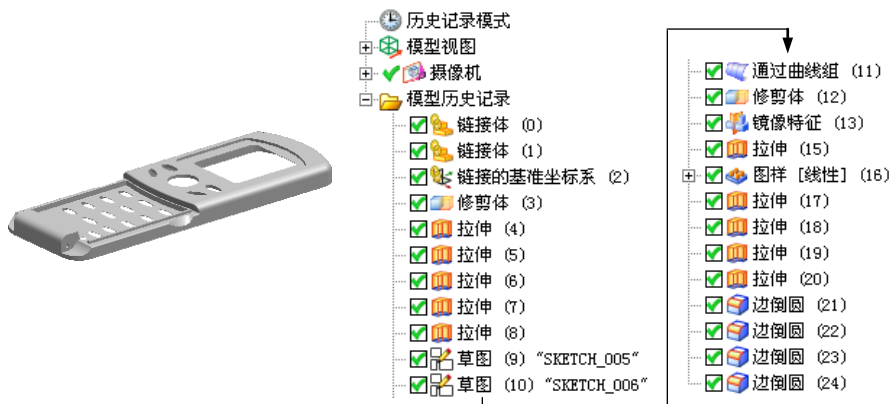 历史记录模式
模型视图
摄像机
模型历史记录
链接体 (0)
链接体 (1)
链接的基准坐标系 (2)
修剪体 (3)
拉伸 (4)
拉伸 (5)
拉伸 (6)
拉伸 (7)
拉伸 (8)
草图 (9) “SKETCH_005”
草图 (10) “SKETCH_006”
通过曲线组 (11)
修剪体 (12)
镜像特征 (13)
拉伸 (15)
图样 [线性] (16)
拉伸 (17)
拉伸 (18)
拉伸 (19)
拉伸 (20)
边倒圆 (21)
边倒圆 (22)
边倒圆 (23)
边倒圆 (24)